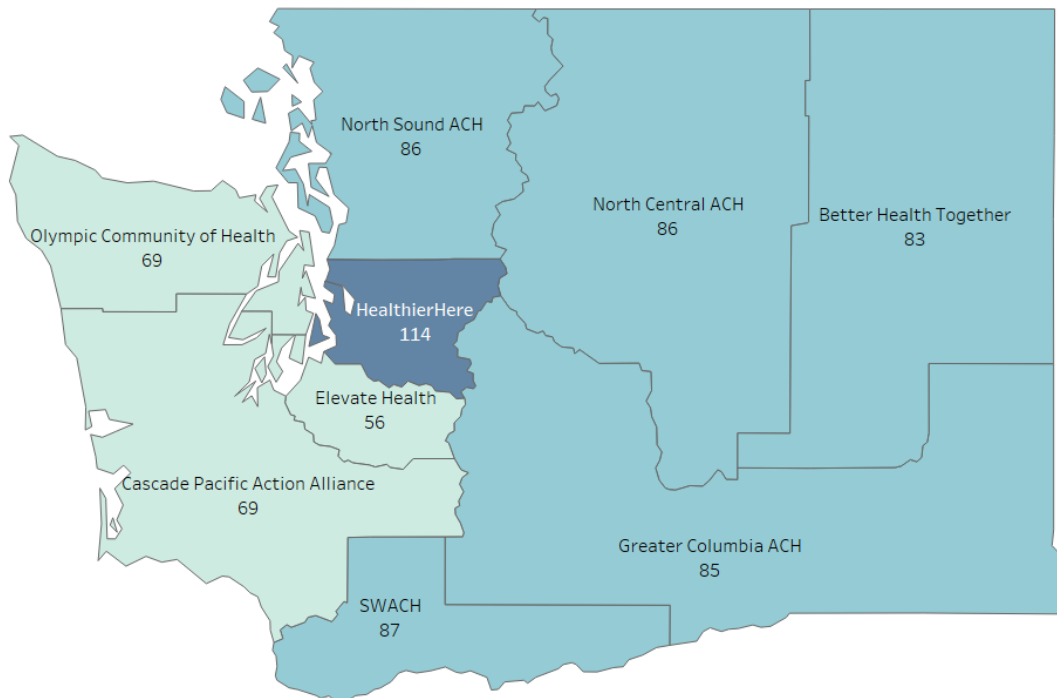 North Sound ACH
86
North Central ACH
86
Better Health Together
83
Olympic Community of Health
69
HealthierHere
114
Elevate Health
56
Cascade Pacific Action Alliance
69
Greater Columbia ACH
85
SWACH
87